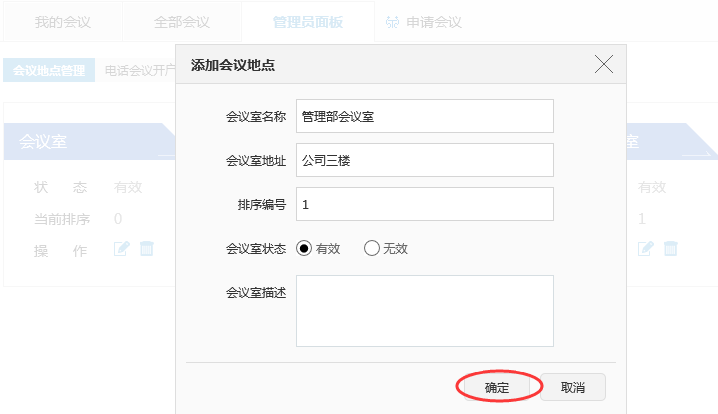 我的会议 全部会议 管理员面板 申请会议
会议地点管理 电话会议开户
添加会议地点
会议室 室
状 态 有效 有效
当前排序 0 1
操 作
会议室名称 管理部会议室
会议室地址 公司三楼
排序编号 1
会议室状态 有效 无效
会议室描述
确定 取消